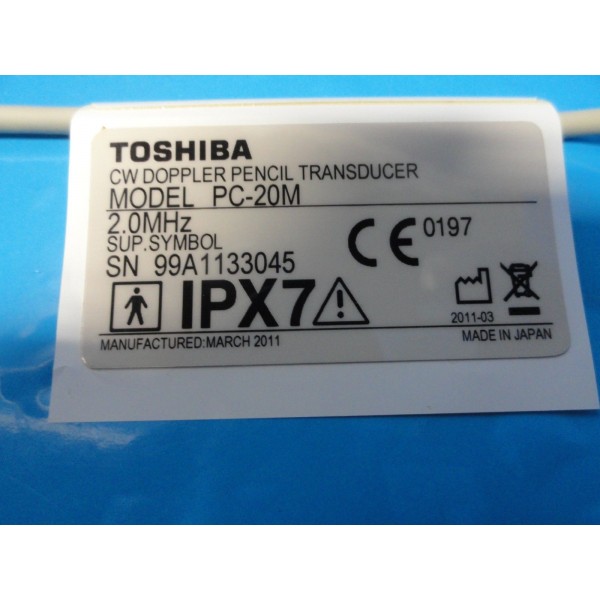 TOSHIBA
CW DOPPLER PENCIL TRANSDUCER
MODEL PC-20M
2.0MHz
SUP.SYMBOL
SN 99A1133045
CE 0197
IPX7
2011-03
MANUFACTURED:MARCH 2011
MADE IN JAPAN